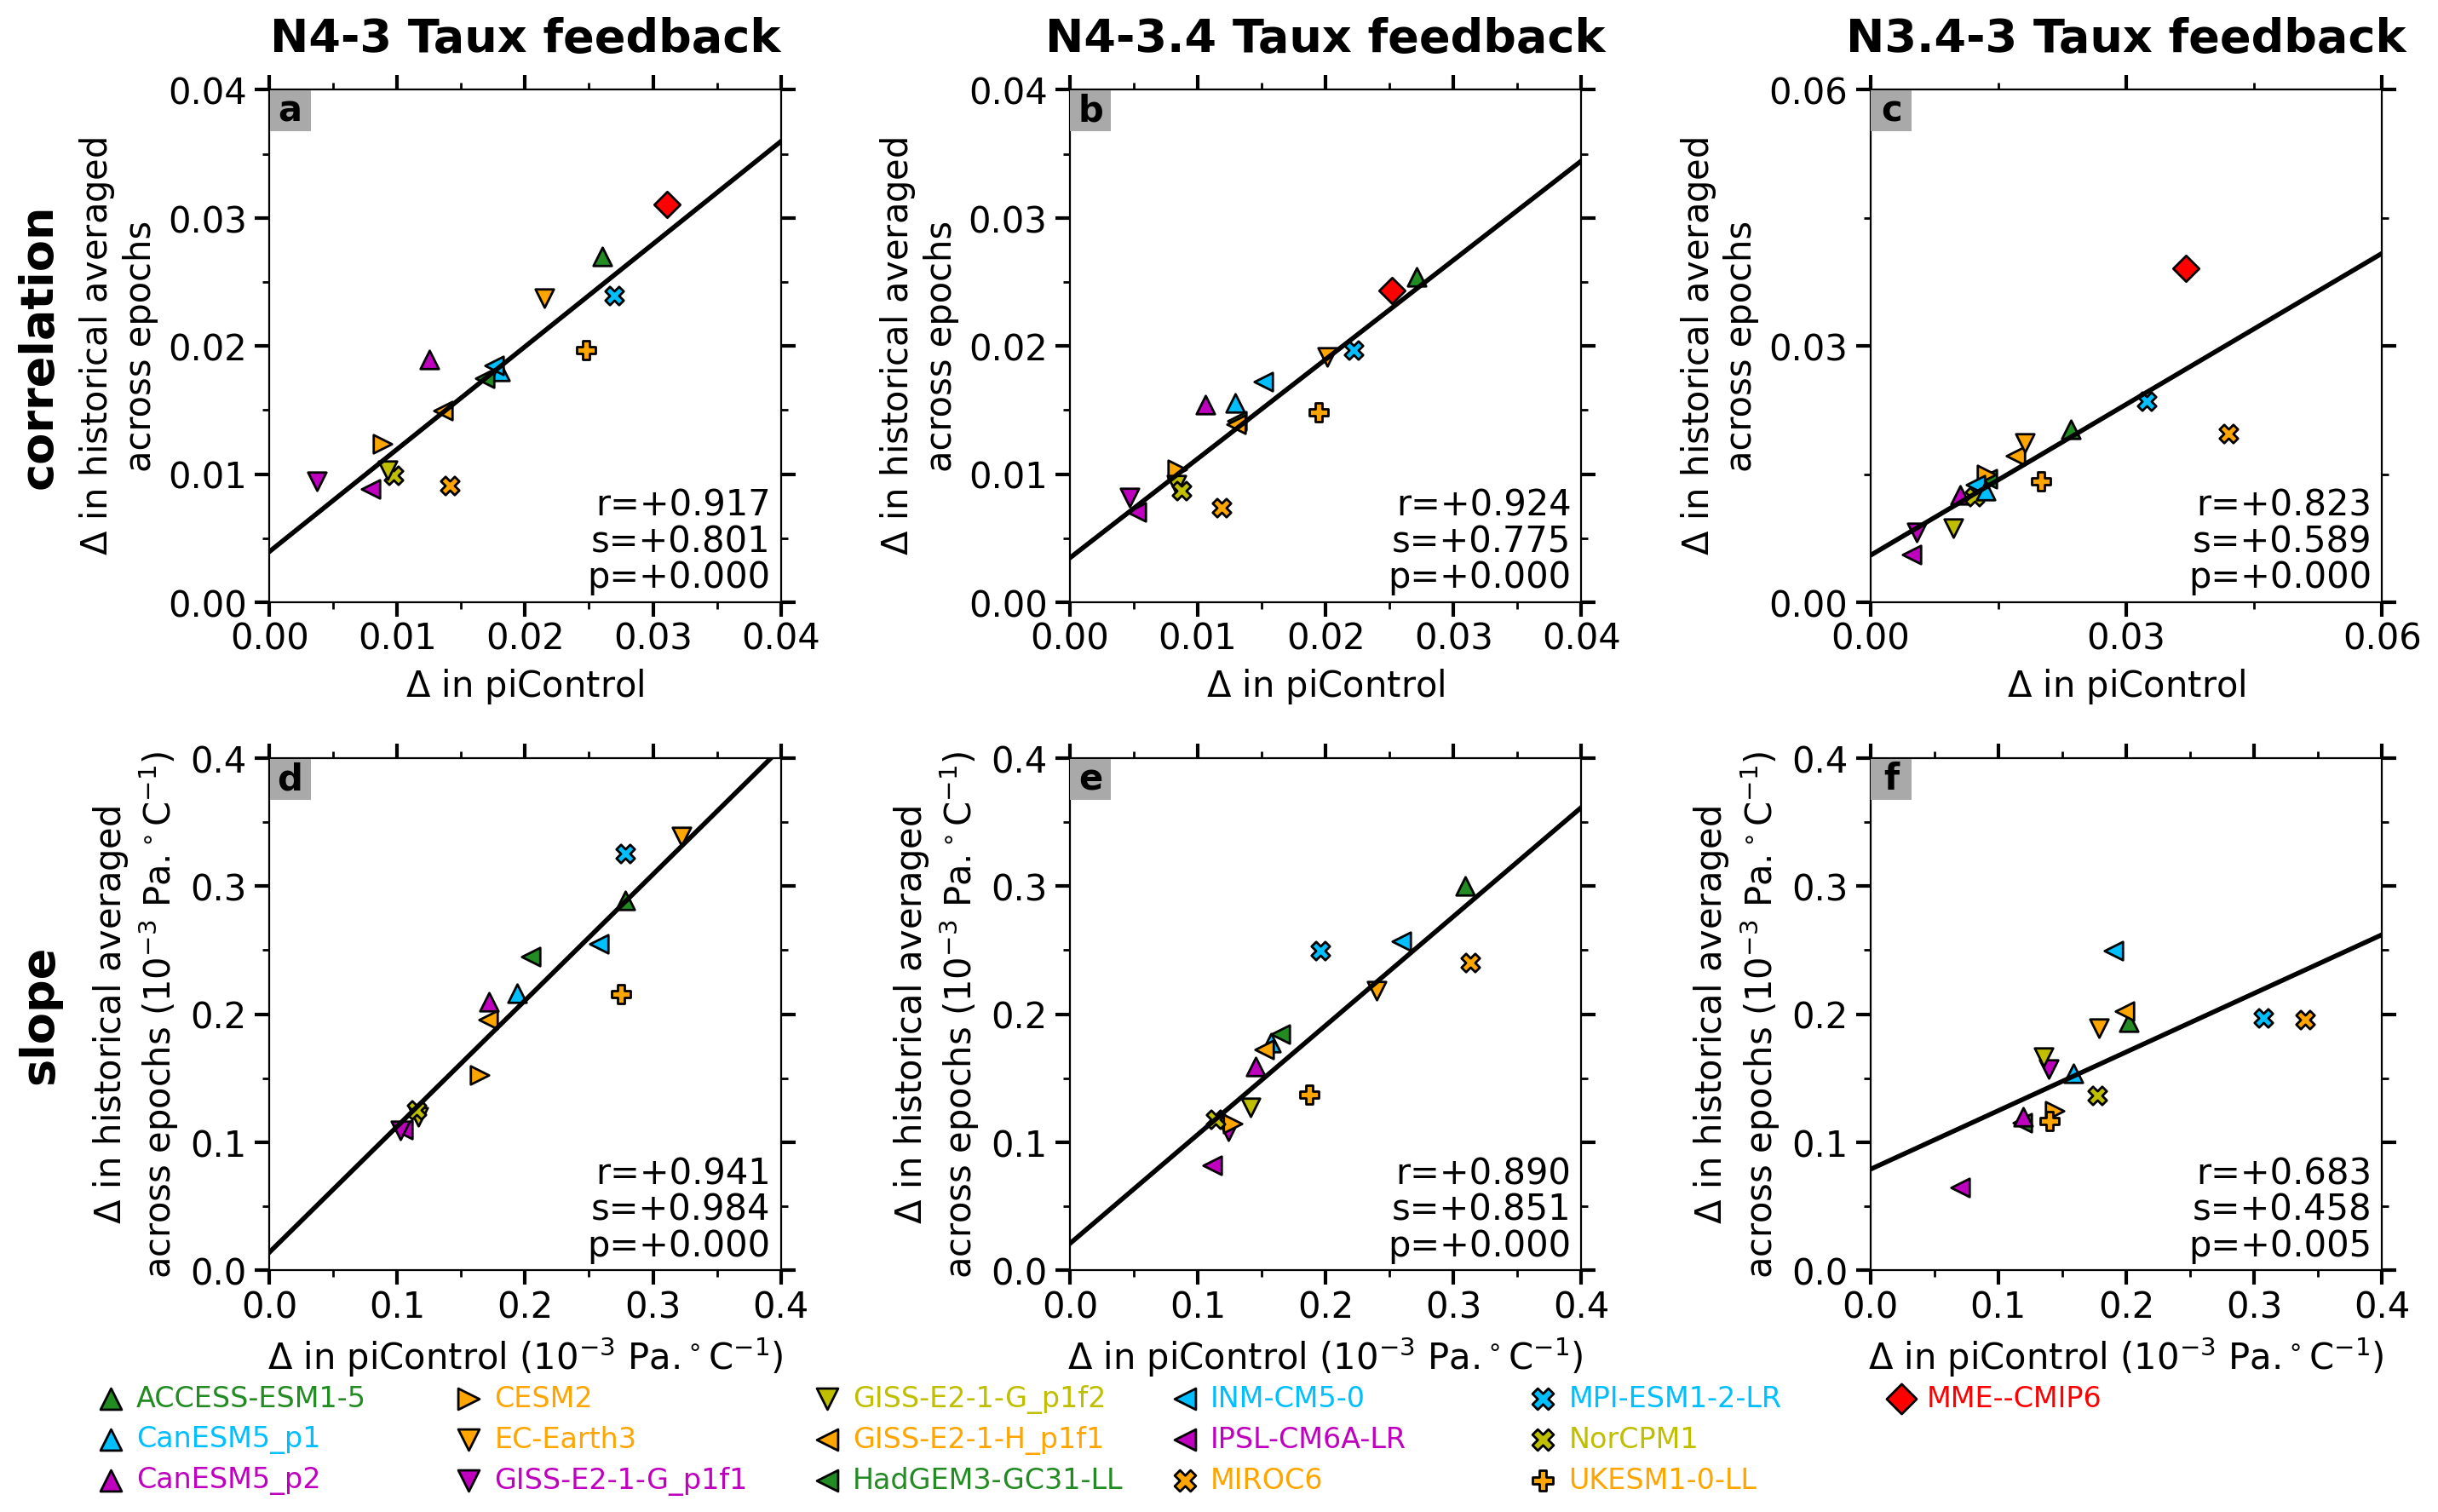 N4-3 Taux feedback
N4-3.4 Taux feedback
N3.4-3 Taux feedback
correlation
a
Δ in historical averaged
across epochs
0.04
0.03
0.02
0.01
0.00
r=+0.917
s=+0.801
p=+0.000
0.00 0.01 0.02 0.03 0.04
Δ in piControl
b
Δ in historical averaged
across epochs
0.04
0.03
0.02
0.01
0.00
r=+0.924
s=+0.775
p=+0.000
0.00 0.01 0.02 0.03 0.04
Δ in piControl
c
Δ in historical averaged
across epochs
0.06
0.03
0.00
r=+0.823
s=+0.589
p=+0.000
0.00 0.03 0.06
Δ in piControl
slope
d
Δ in historical averaged
across epochs (10⁻³ Pa.°C⁻¹)
0.4
0.3
0.2
0.1
0.0
r=+0.941
s=+0.984
p=+0.000
0.0 0.1 0.2 0.3 0.4
Δ in piControl (10⁻³ Pa.°C⁻¹)
e
Δ in historical averaged
across epochs (10⁻³ Pa.°C⁻¹)
0.4
0.3
0.2
0.1
0.0
r=+0.890
s=+0.851
p=+0.000
0.0 0.1 0.2 0.3 0.4
Δ in piControl (10⁻³ Pa.°C⁻¹)
f
Δ in historical averaged
across epochs (10⁻³ Pa.°C⁻¹)
0.4
0.3
0.2
0.1
0.0
r=+0.683
s=+0.458
p=+0.005
0.0 0.1 0.2 0.3 0.4
Δ in piControl (10⁻³ Pa.°C⁻¹)
ACCESS-ESM1-5
CanESM5_p1
CanESM5_p2
CESM2
EC-Earth3
GISS-E2-1-G_p1f1
GISS-E2-1-G_p1f2
GISS-E2-1-H_p1f1
HadGEM3-GC31-LL
INM-CM5-0
IPSL-CM6A-LR
MIROC6
MPI-ESM1-2-LR
NorCPM1
UKESM1-0-LL
MME--CMIP6